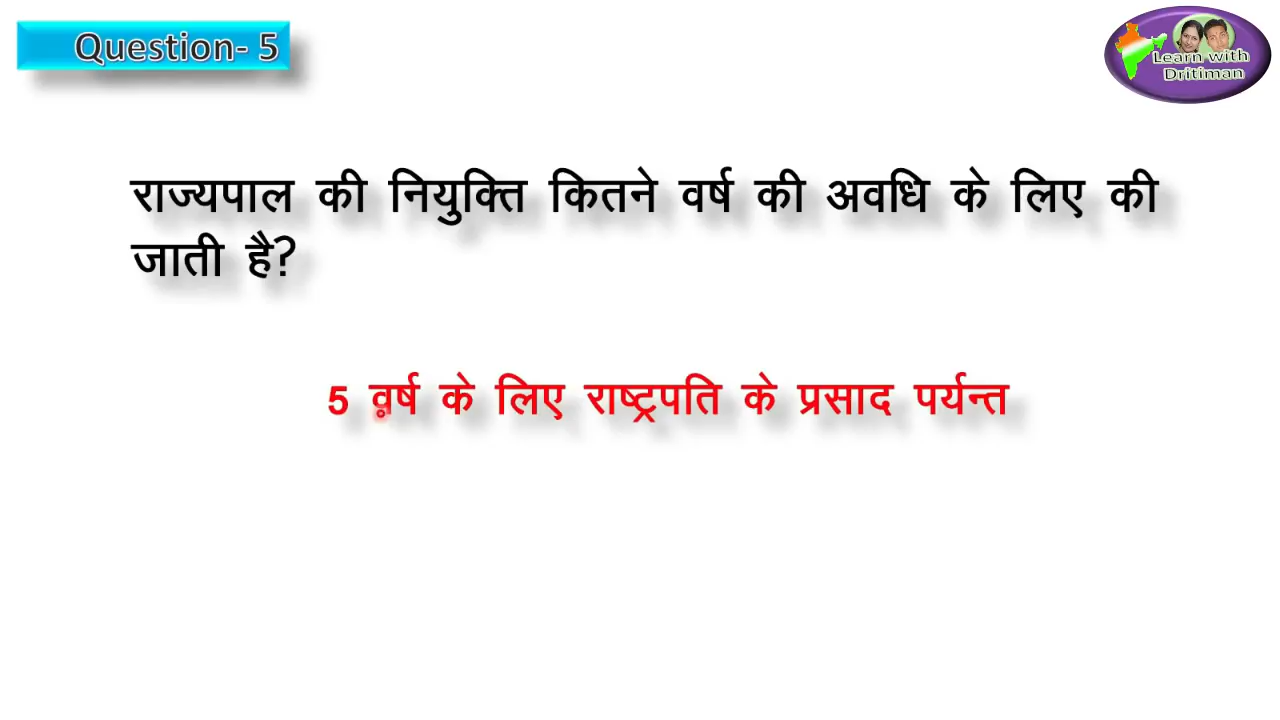 Question- 5
Learn with
Dritiman
राज्यपाल की नियुक्ति कितने वर्ष की अवधि के लिए की
जाती है?
5 वर्ष के लिए राष्ट्रपति के प्रसाद पर्यन्त